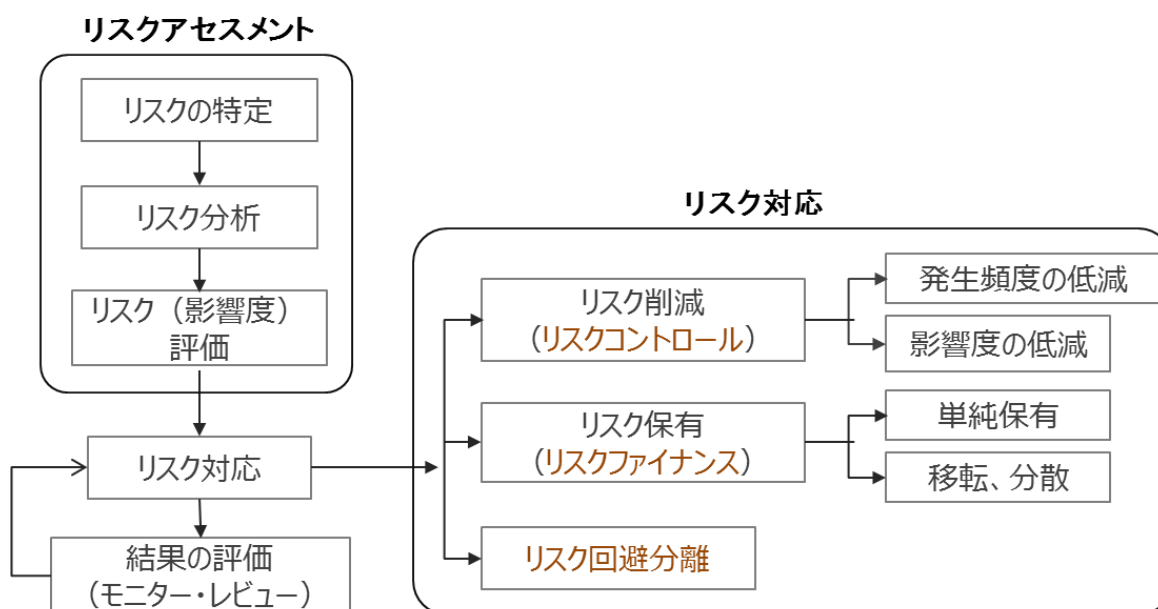 リスクアセスメント
リスクの特定
リスク分析
リスク（影響度）
評価
リスク対応
結果の評価
（モニター・レビュー）
リスク対応
リスク削減
（リスクコントロール）
発生頻度の低減
影響度の低減
リスク保有
（リスクファイナンス）
単純保有
移転、分散
リスク回避分離